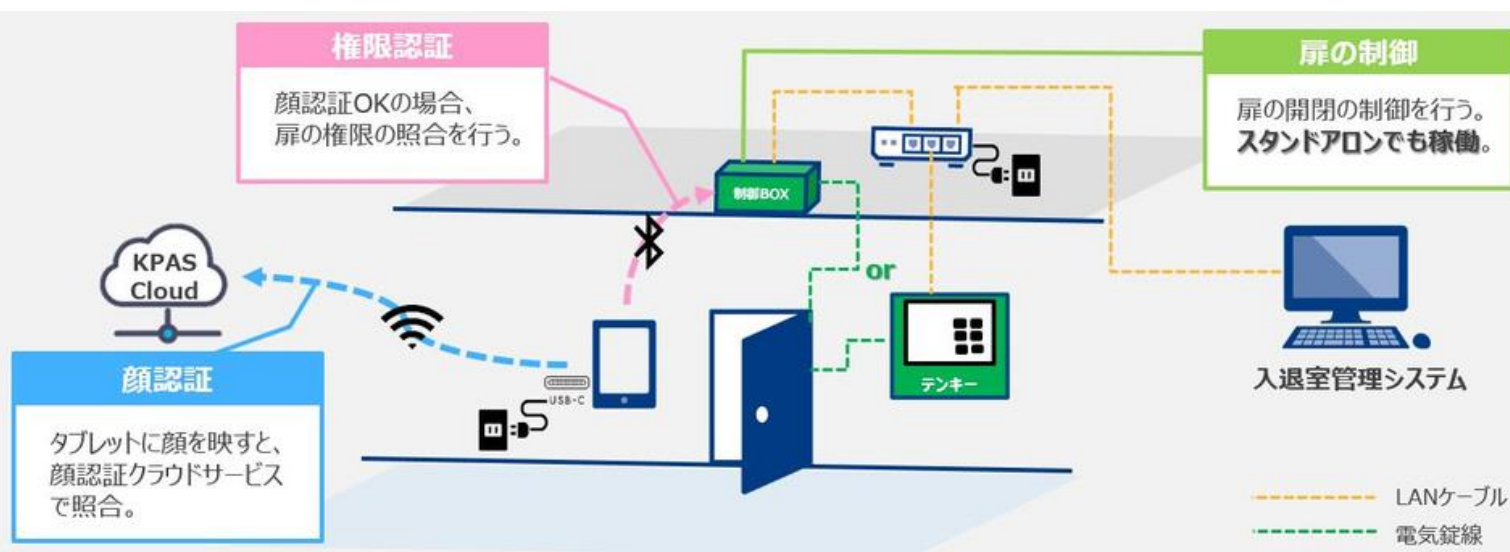 権限認証
顔認証OKの場合、
扉の権限の照合を行う。
扉の制御
扉の開閉の制御を行う。
スタンドアロンでも稼働。
制御BOX
KPAS
Cloud
or
顔認証
タブレットに顔を映すと、
顔認証クラウドサービス
で照合。
USB-C
テンキー
入退室管理システム
LANケーブル
電気錠線